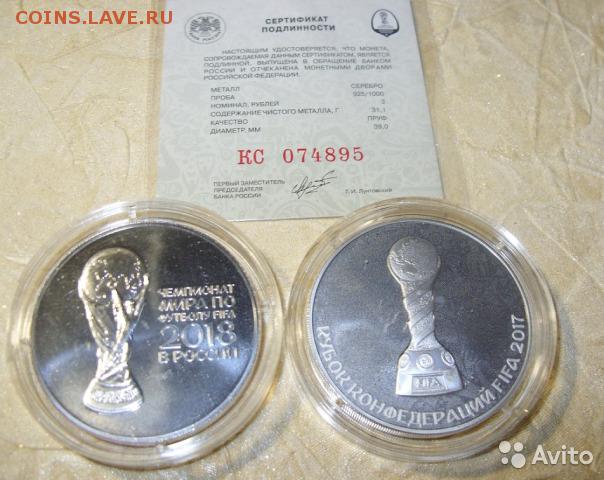 COINS.LAVE.RU
СЕРТИФИКАТ
ПОДЛИННОСТИ
НАСТОЯЩИМ УДОСТОВЕРЯЕТСЯ, ЧТО МОНЕТА,
СОПРОВОЖДАЕМАЯ ДАННЫМ СЕРТИФИКАТОМ, ЯВЛЯЕТСЯ
ПОДЛИННОЙ, ВЫПУЩЕНА В ОБРАЩЕНИЕ БАНКОМ
РОССИИ И ОТЧЕКАНЕНА МОНЕТНЫМИ ДВОРАМИ
РОССИЙСКОЙ ФЕДЕРАЦИИ.
МЕТАЛЛ СЕРЕБРО
ПРОБА 925/1000
НОМИНАЛ, РУБЛЕЙ 3
СОДЕРЖАНИЕ ЧИСТОГО МЕТАЛЛА, Г 31,1
КАЧЕСТВО ПРУФ
ДИАМЕТР, ММ 39,0
КС 074895
ПЕРВЫЙ ЗАМЕСТИТЕЛЬ
ПРЕДСЕДАТЕЛЯ
БАНКА РОССИИ
Г.И. Лунтовский
ЧЕМПИОНАТ
МИРА ПО
ФУТБОЛУ FIFA
2018
В РОССИИ
FIFA
КУБОК КОНФЕДЕРАЦИЙ FIFA 2017
Avito